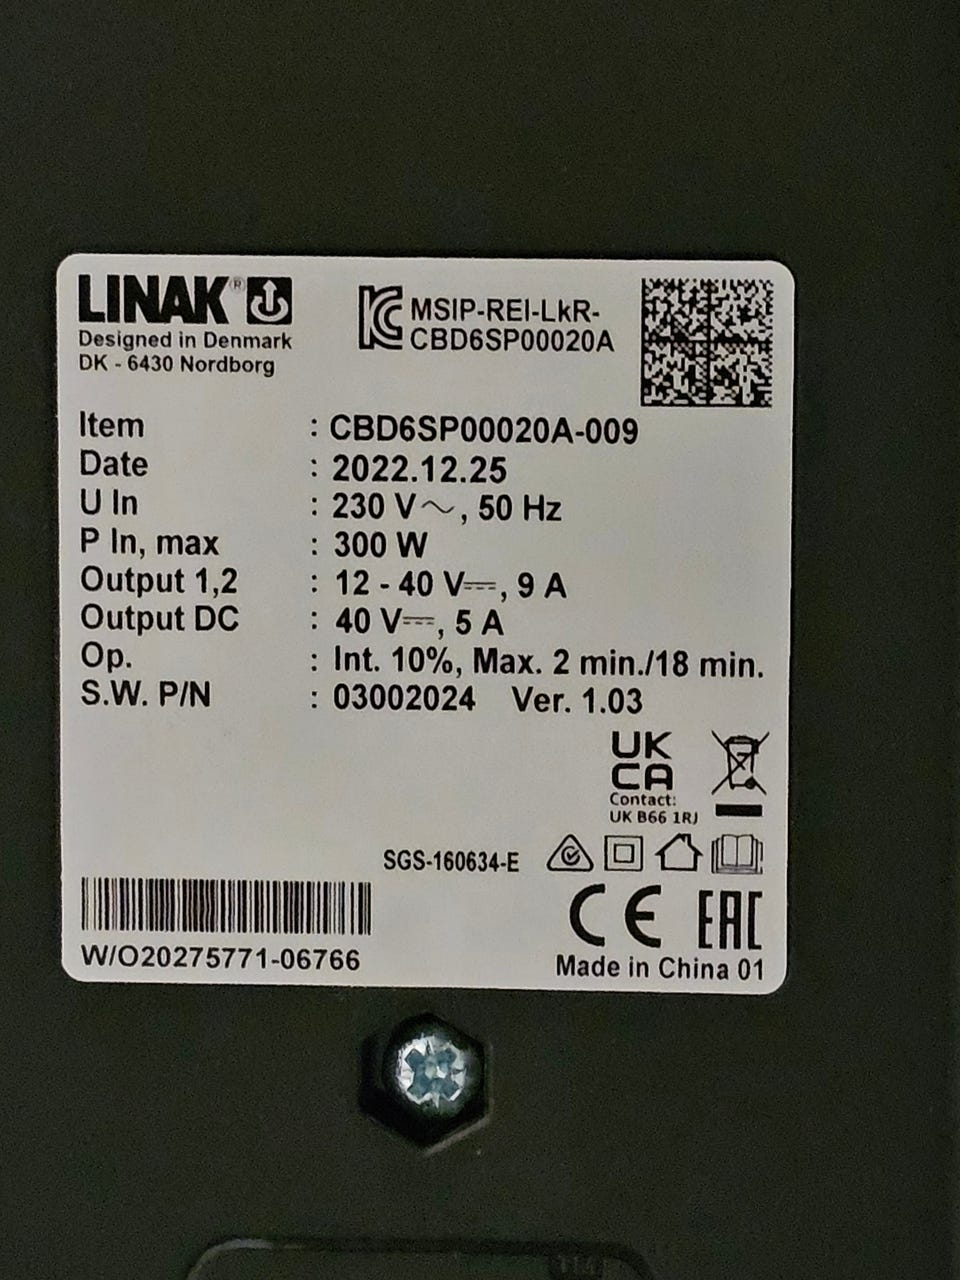 LINAK®
Designed in Denmark
DK - 6430 Nordborg
MSIP-REI-LkR-
CBD6SP00020A
Item : CBD6SP00020A-009
Date : 2022.12.25
U In : 230 V~, 50 Hz
P In, max : 300 W
Output 1,2 : 12 - 40 V⎓, 9 A
Output DC : 40 V⎓, 5 A
Op. : Int. 10%, Max. 2 min./18 min.
S.W. P/N : 03002024 Ver. 1.03
UK
CA
Contact:
UK B66 1RJ
SGS-160634-E
CE EAC
W/O20275771-06766
Made in China 01